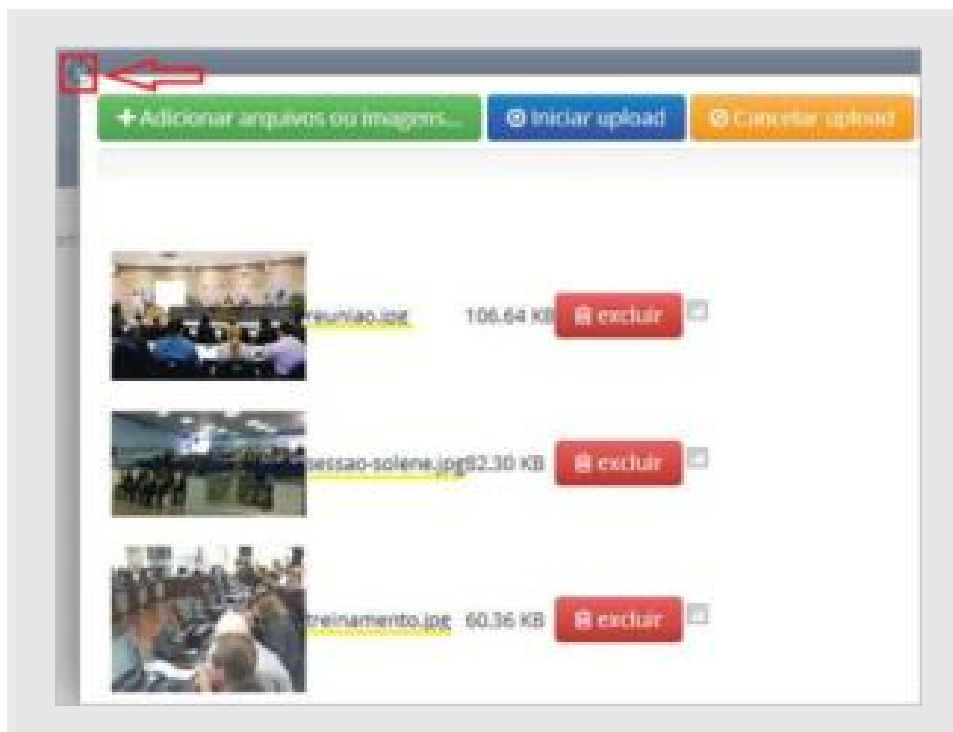 Adicionar arquivos ou imagens... Iniciar upload Cancelar upload
reuniao.jpg 106.64 KB excluir
sessao-solene.jpg 82.30 KB excluir
treinamento.jpg 60.36 KB excluir